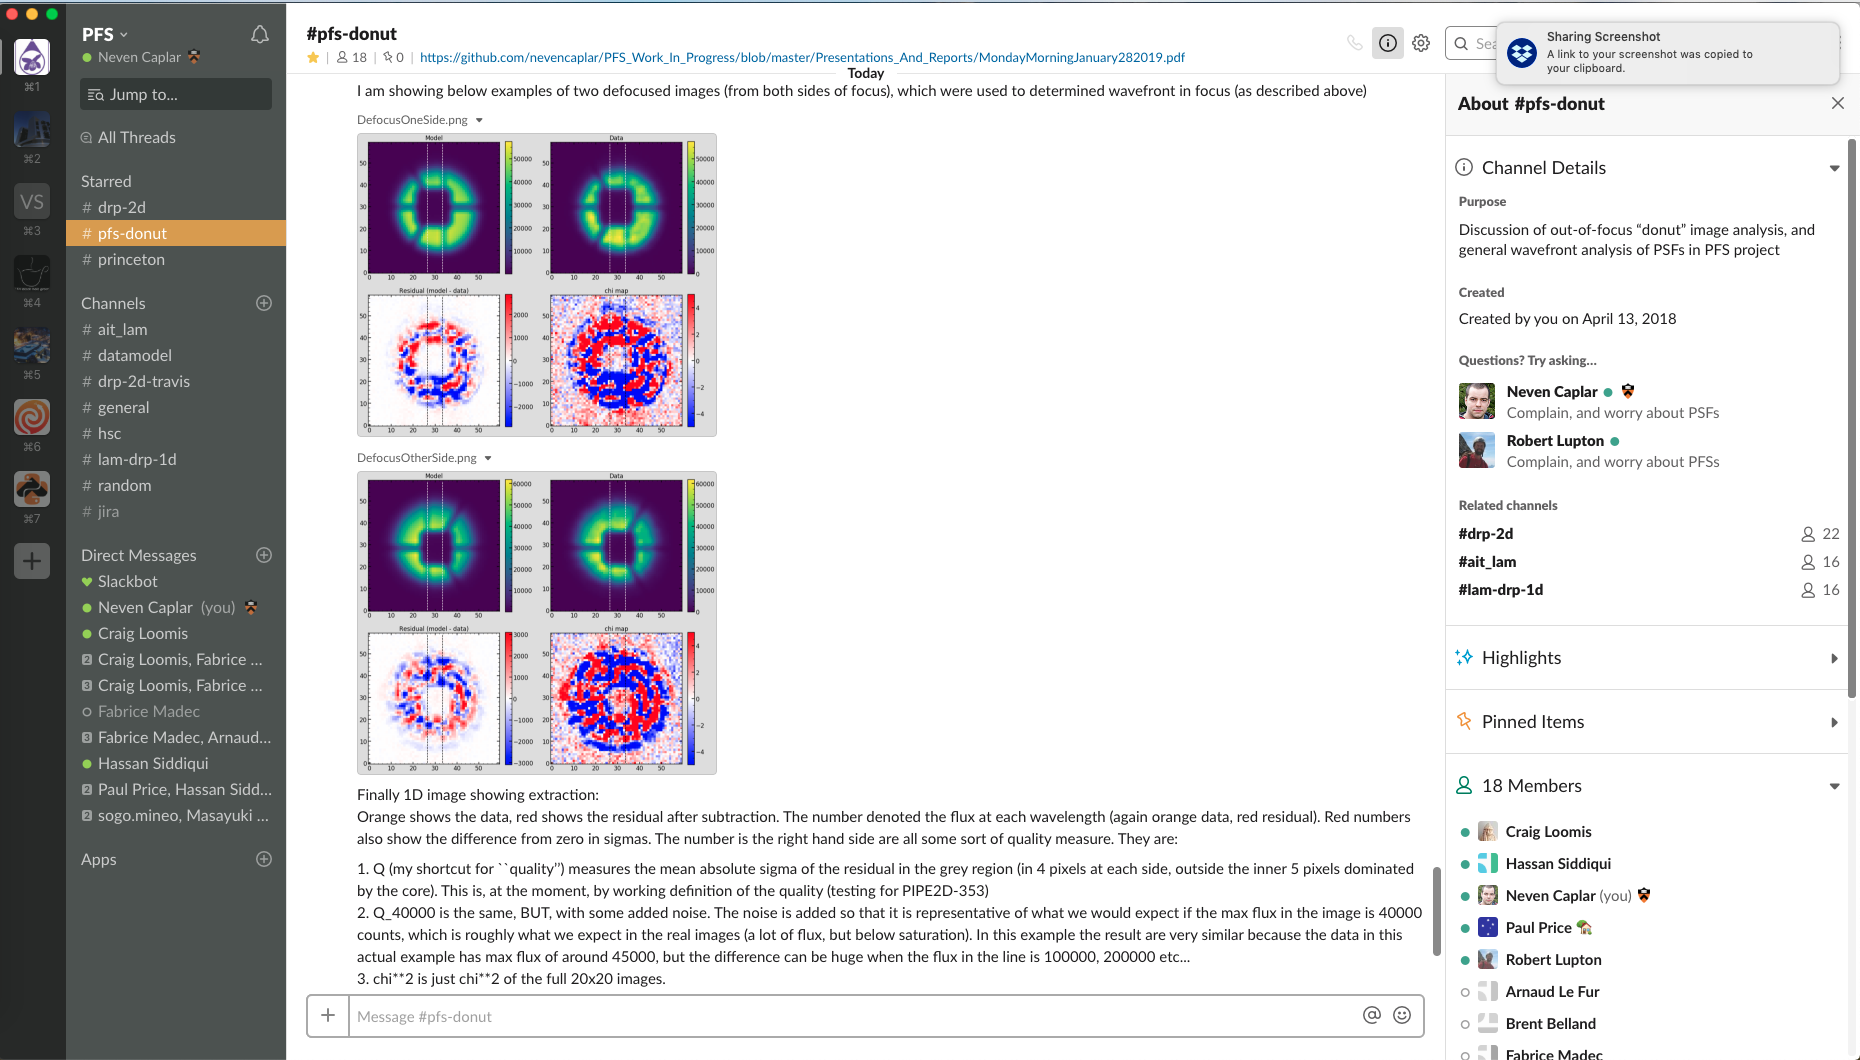 PFS
Neven Caplar
Jump to...
All Threads
Starred
# drp-2d
# pfs-donut
# princeton
Channels
# ait_lam
# datamodel
# drp-2d-travis
# general
# hsc
# lam-drp-1d
# random
# jira
Direct Messages
Slackbot
Neven Caplar (you)
Craig Loomis
2 Craig Loomis, Fabrice ...
3 Craig Loomis, Fabrice ...
Fabrice Madec
3 Fabrice Madec, Arnaud...
Hassan Siddiqui
2 Paul Price, Hassan Sidd...
2 sogo.mineo, Masayuki ...
Apps
⌘1
⌘2
VS
⌘3
⌘4
⌘5
⌘6
⌘7
#pfs-donut
18 | 0 | https://github.com/nevencaplar/PFS_Work_In_Progress/blob/master/Presentations_And_Reports/MondayMorningJanuary282019.pdf
Today
I am showing below examples of two defocused images (from both sides of focus), which were used to determined wavefront in focus (as described above)
DefocusOneSide.png
Model
Data
Residual (model - data)
chi map
DefocusOtherSide.png
Model
Data
Residual (model - data)
chi map
Finally 1D image showing extraction:
Orange shows the data, red shows the residual after subtraction. The number denoted the flux at each wavelength (again orange data, red residual). Red numbers
also show the difference from zero in sigmas. The number is the right hand side are all some sort of quality measure. They are:
1. Q (my shortcut for ``quality'') measures the mean absolute sigma of the residual in the grey region (in 4 pixels at each side, outside the inner 5 pixels dominated
by the core). This is, at the moment, by working definition of the quality (testing for PIPE2D-353)
2. Q_40000 is the same, BUT, with some added noise. The noise is added so that it is representative of what we would expect if the max flux in the image is 40000
counts, which is roughly what we expect in the real images (a lot of flux, but below saturation). In this example the result are very similar because the data in this
actual example has max flux of around 45000, but the difference can be huge when the flux in the line is 100000, 200000 etc...
3. chi**2 is just chi**2 of the full 20x20 images.
Message #pfs-donut
Sharing Screenshot
A link to your screenshot was copied to
your clipboard.
About #pfs-donut
Channel Details
Purpose
Discussion of out-of-focus “donut” image analysis, and
general wavefront analysis of PSFs in PFS project
Created
Created by you on April 13, 2018
Questions? Try asking...
Neven Caplar
Complain, and worry about PSFs
Robert Lupton
Complain, and worry about PFSs
Related channels
#drp-2d 22
#ait_lam 16
#lam-drp-1d 16
Highlights
Pinned Items
18 Members
Craig Loomis
Hassan Siddiqui
Neven Caplar (you)
Paul Price
Robert Lupton
Arnaud Le Fur
Brent Belland
Fabrice Madec